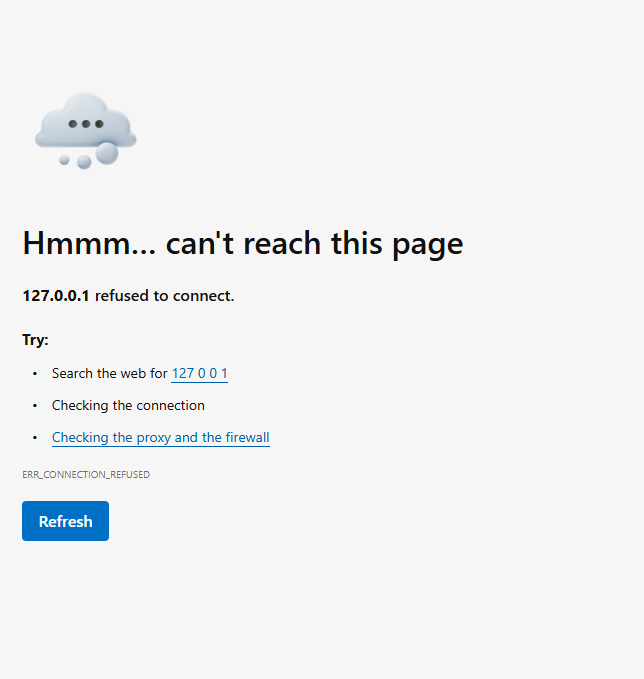 Hmmm... can't reach this page
127.0.0.1 refused to connect.
Try:
• Search the web for 127 0 0 1
• Checking the connection
• Checking the proxy and the firewall
ERR_CONNECTION_REFUSED
Refresh